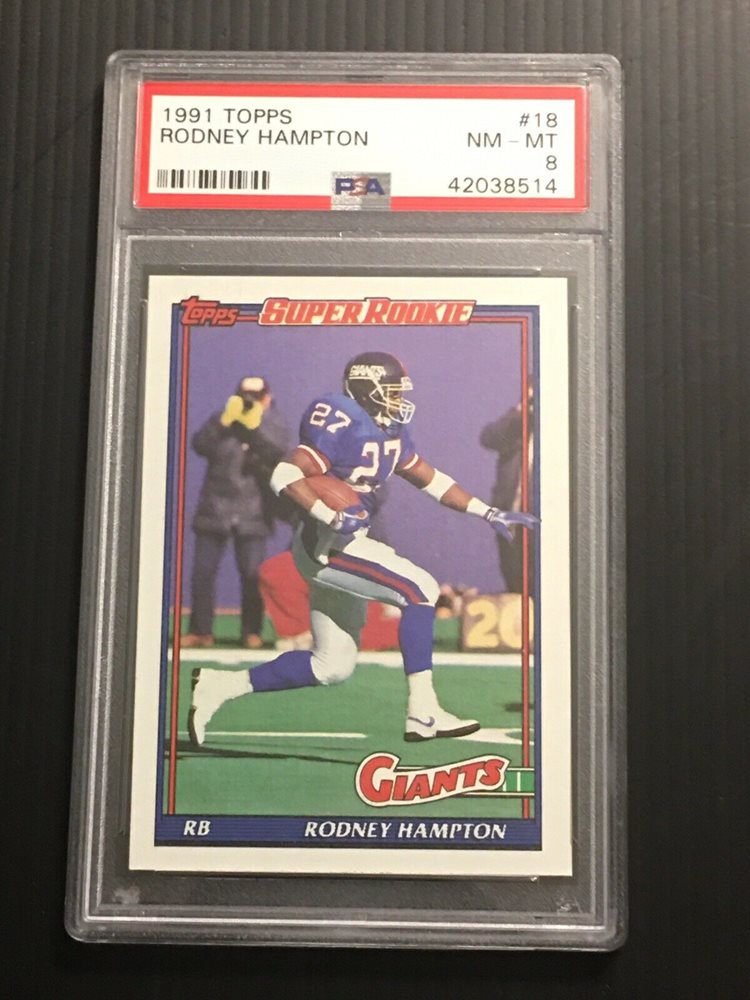 1991 TOPPS #18
RODNEY HAMPTON NM - MT
8
PSA 42038514
Topps SUPER ROOKIE
GIANTS
27
27
20
GIANTS
RB RODNEY HAMPTON